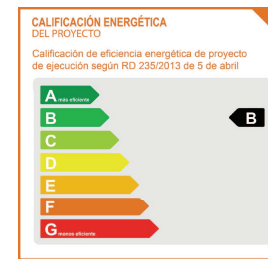 CALIFICACIÓN ENERGÉTICA
DEL PROYECTO
Calificación de eficiencia energética de proyecto
de ejecución según RD 235/2013 de 5 de abril
A más eficiente
B
B
C
D
E
F
G menos eficiente